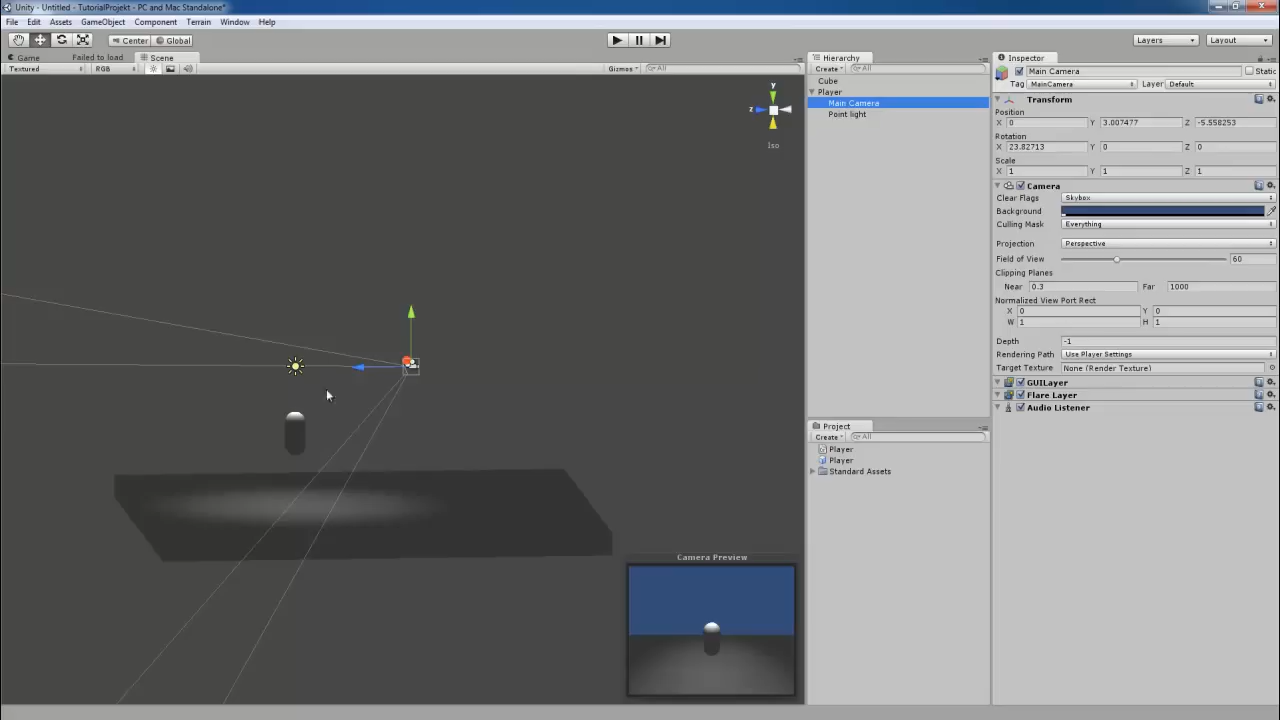 Unity - Untitled - TutorialProjekt - PC and Mac Standalone*
File Edit Assets GameObject Component Terrain Window Help
Center Global Layers Layout
Game Failed to load Scene
Textured RGB Gizmos All
y
z
Iso
Hierarchy
Create All
Cube
Player
Main Camera
Point light
Project
Create All
Player
Player
Standard Assets
Inspector
Main Camera Static
Tag MainCamera Layer Default
Transform
Position
X 0 Y 3.007477 Z -5.558253
Rotation
X 23.82713 Y 0 Z 0
Scale
X 1 Y 1 Z 1
Camera
Clear Flags Skybox
Background
Culling Mask Everything
Projection Perspective
Field of View 60
Clipping Planes
Near 0.3 Far 1000
Normalized View Port Rect
X 0 Y 0
W 1 H 1
Depth -1
Rendering Path Use Player Settings
Target Texture None (Render Texture)
GUILayer
Flare Layer
Audio Listener
Camera Preview